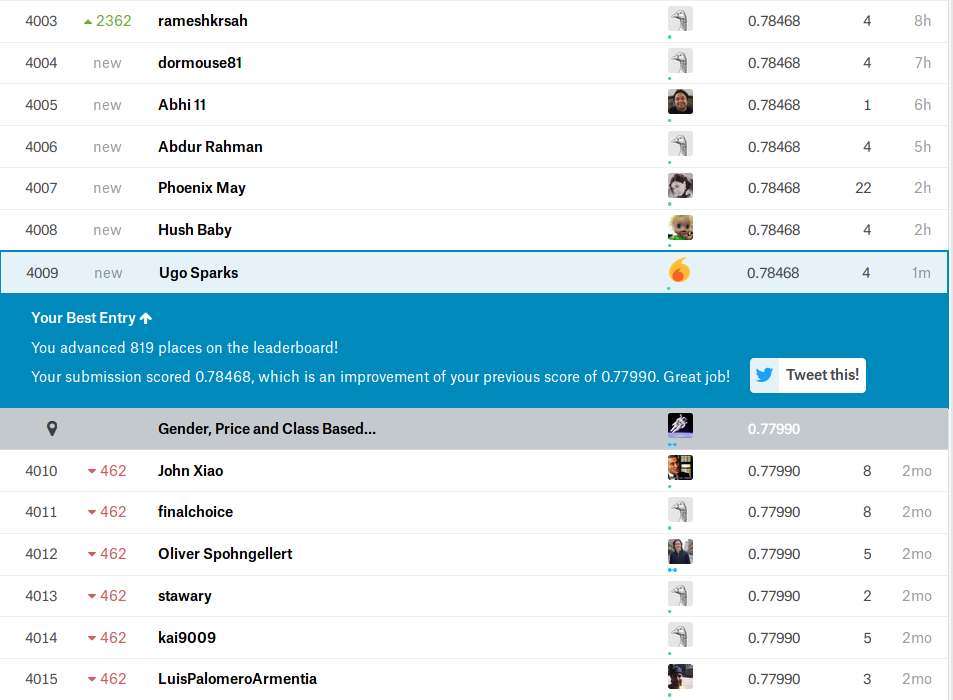 4003 2362 rameshkrsah 0.78468 4 8h
4004 new dormouse81 0.78468 4 7h
4005 new Abhi 11 0.78468 1 6h
4006 new Abdur Rahman 0.78468 4 5h
4007 new Phoenix May 0.78468 22 2h
4008 new Hush Baby 0.78468 4 2h
4009 new Ugo Sparks 0.78468 4 1m
Your Best Entry
You advanced 819 places on the leaderboard!
Your submission scored 0.78468, which is an improvement of your previous score of 0.77990. Great job! Tweet this!
Gender, Price and Class Based... 0.77990
4010 462 John Xiao 0.77990 8 2mo
4011 462 finalchoice 0.77990 8 2mo
4012 462 Oliver Spohngellert 0.77990 5 2mo
4013 462 stawary 0.77990 2 2mo
4014 462 kai9009 0.77990 5 2mo
4015 462 LuisPalomeroArmentia 0.77990 3 2mo